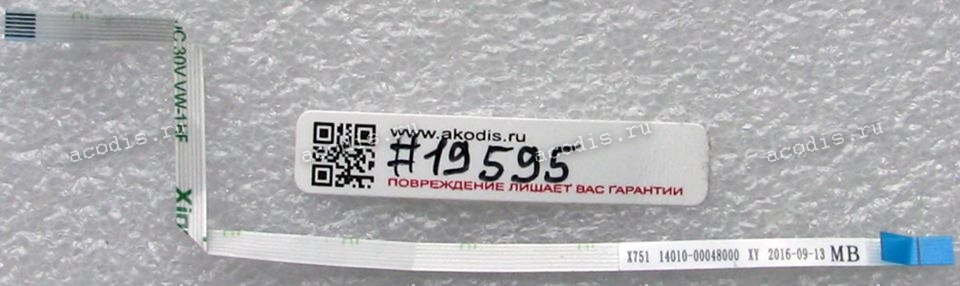 °C 30V VW-1 I-F
Xin
www.akodis.ru
#19595
ПОВРЕЖДЕНИЕ ЛИШАЕТ ВАС ГАРАНТИИ
X751 14010-00048000 XY 2016-09-13 MB
acodis.ru
acodis.ru
acodis.ru
acodis.ru